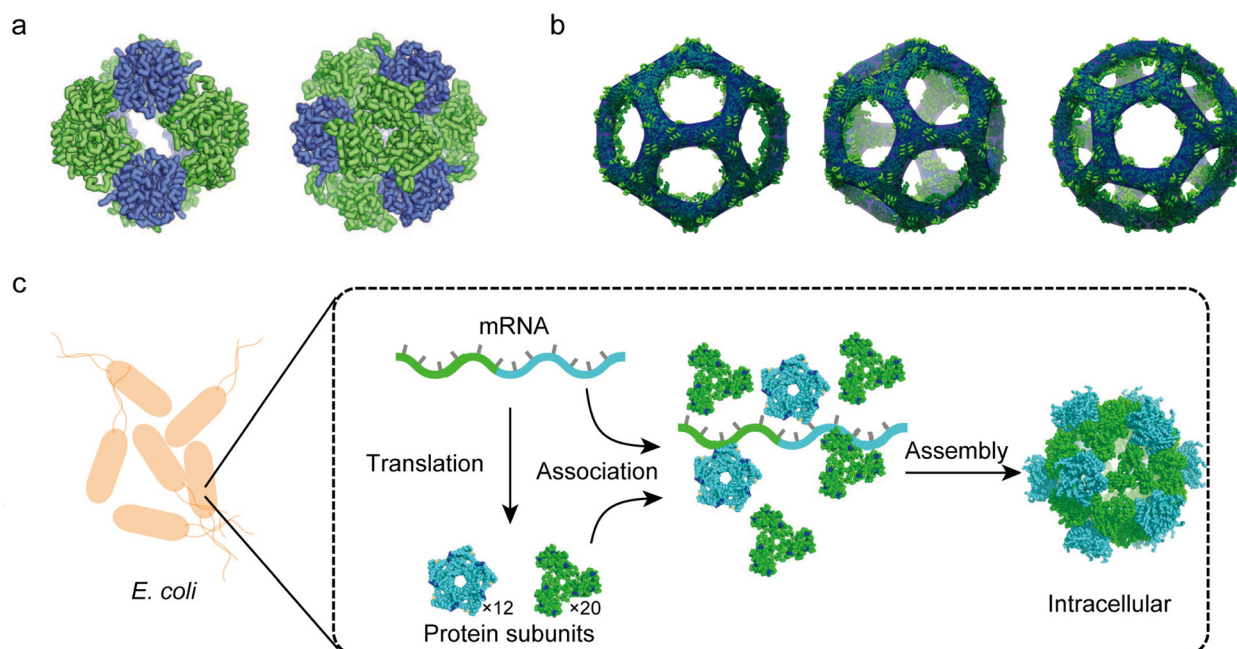 a
b
c
mRNA
Translation
Association
Assembly
×12
×20
Protein subunits
E. coli
Intracellular